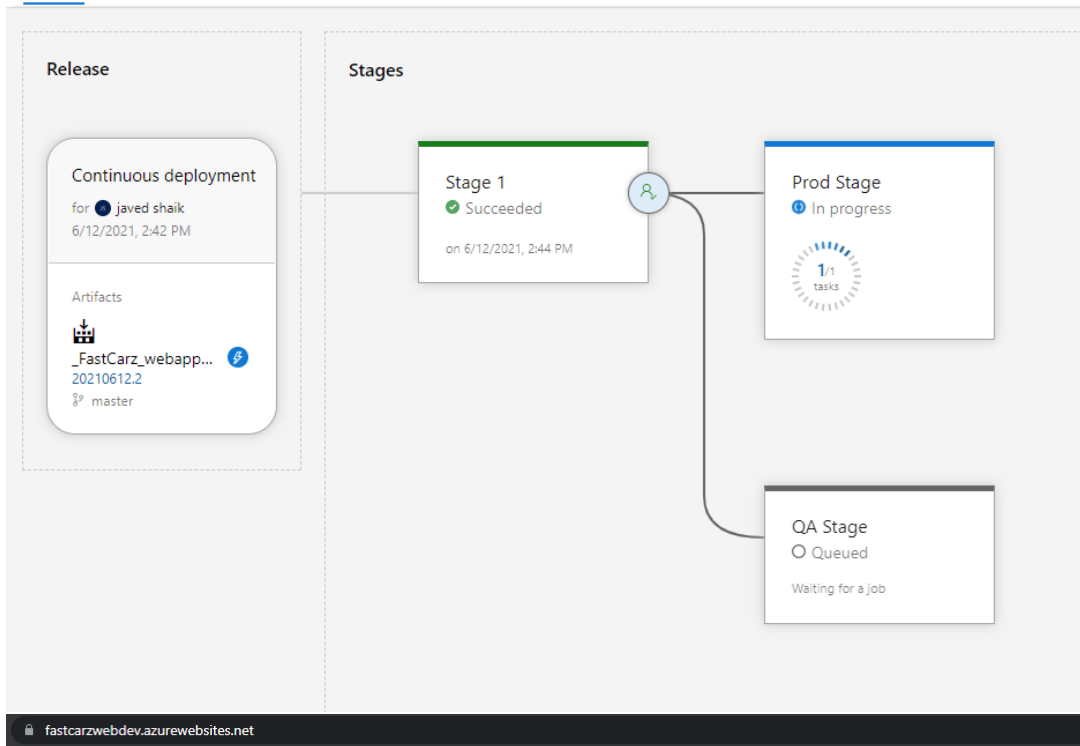 Release
Continuous deployment
for javed shaik
6/12/2021, 2:42 PM
Artifacts
_FastCarz_webapp...
20210612.2
master
Stages
Stage 1
Succeeded
on 6/12/2021, 2:44 PM
Prod Stage
In progress
1/1
tasks
QA Stage
Queued
Waiting for a job
fastcarzwebdev.azurewebsites.net